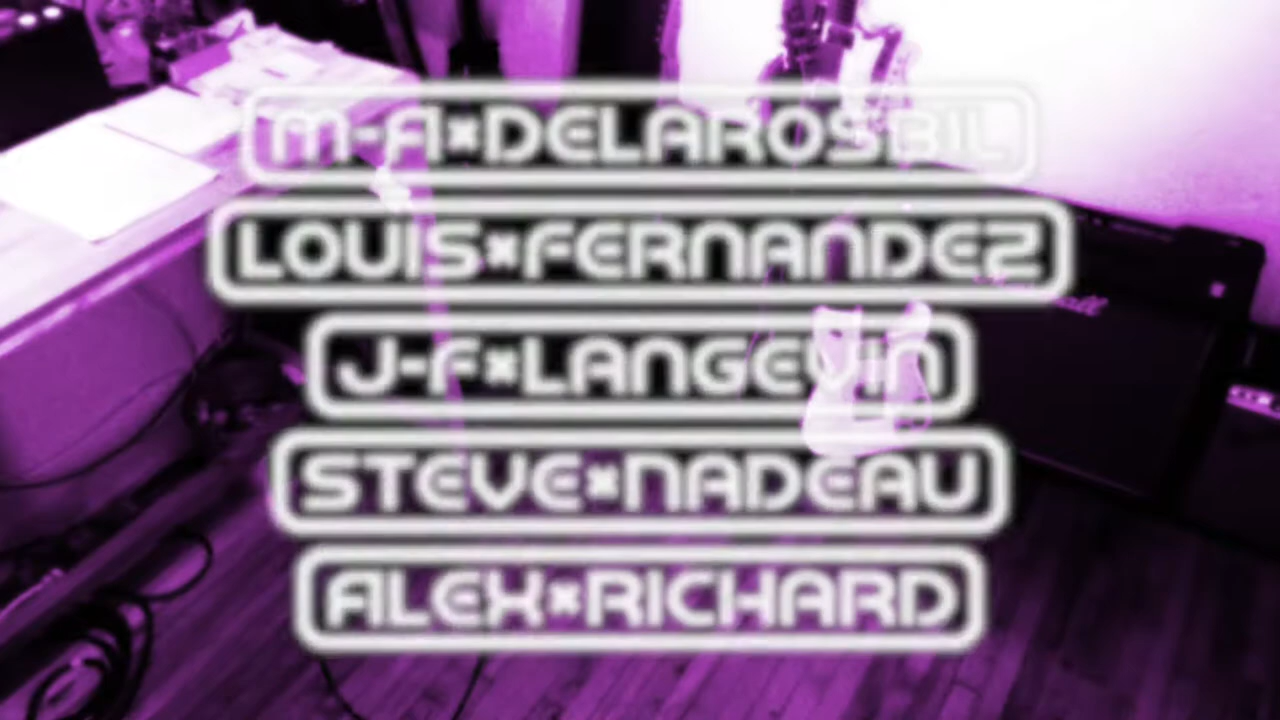 M-A×DELAROSBIL
LOUIS×FERNANDEZ
J-F×LANGEVIN
STEVE×NADEAU
ALEX×RICHARD